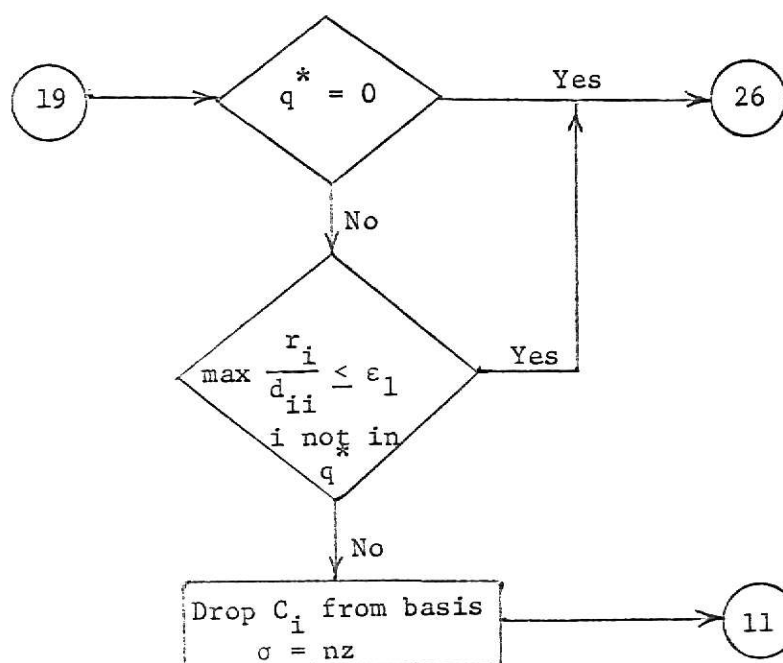 19
q* = 0
Yes
26
No
max r_i / d_ii ≤ ε_1
i not in
q*
Yes
No
Drop C_i from basis
σ = nz
11